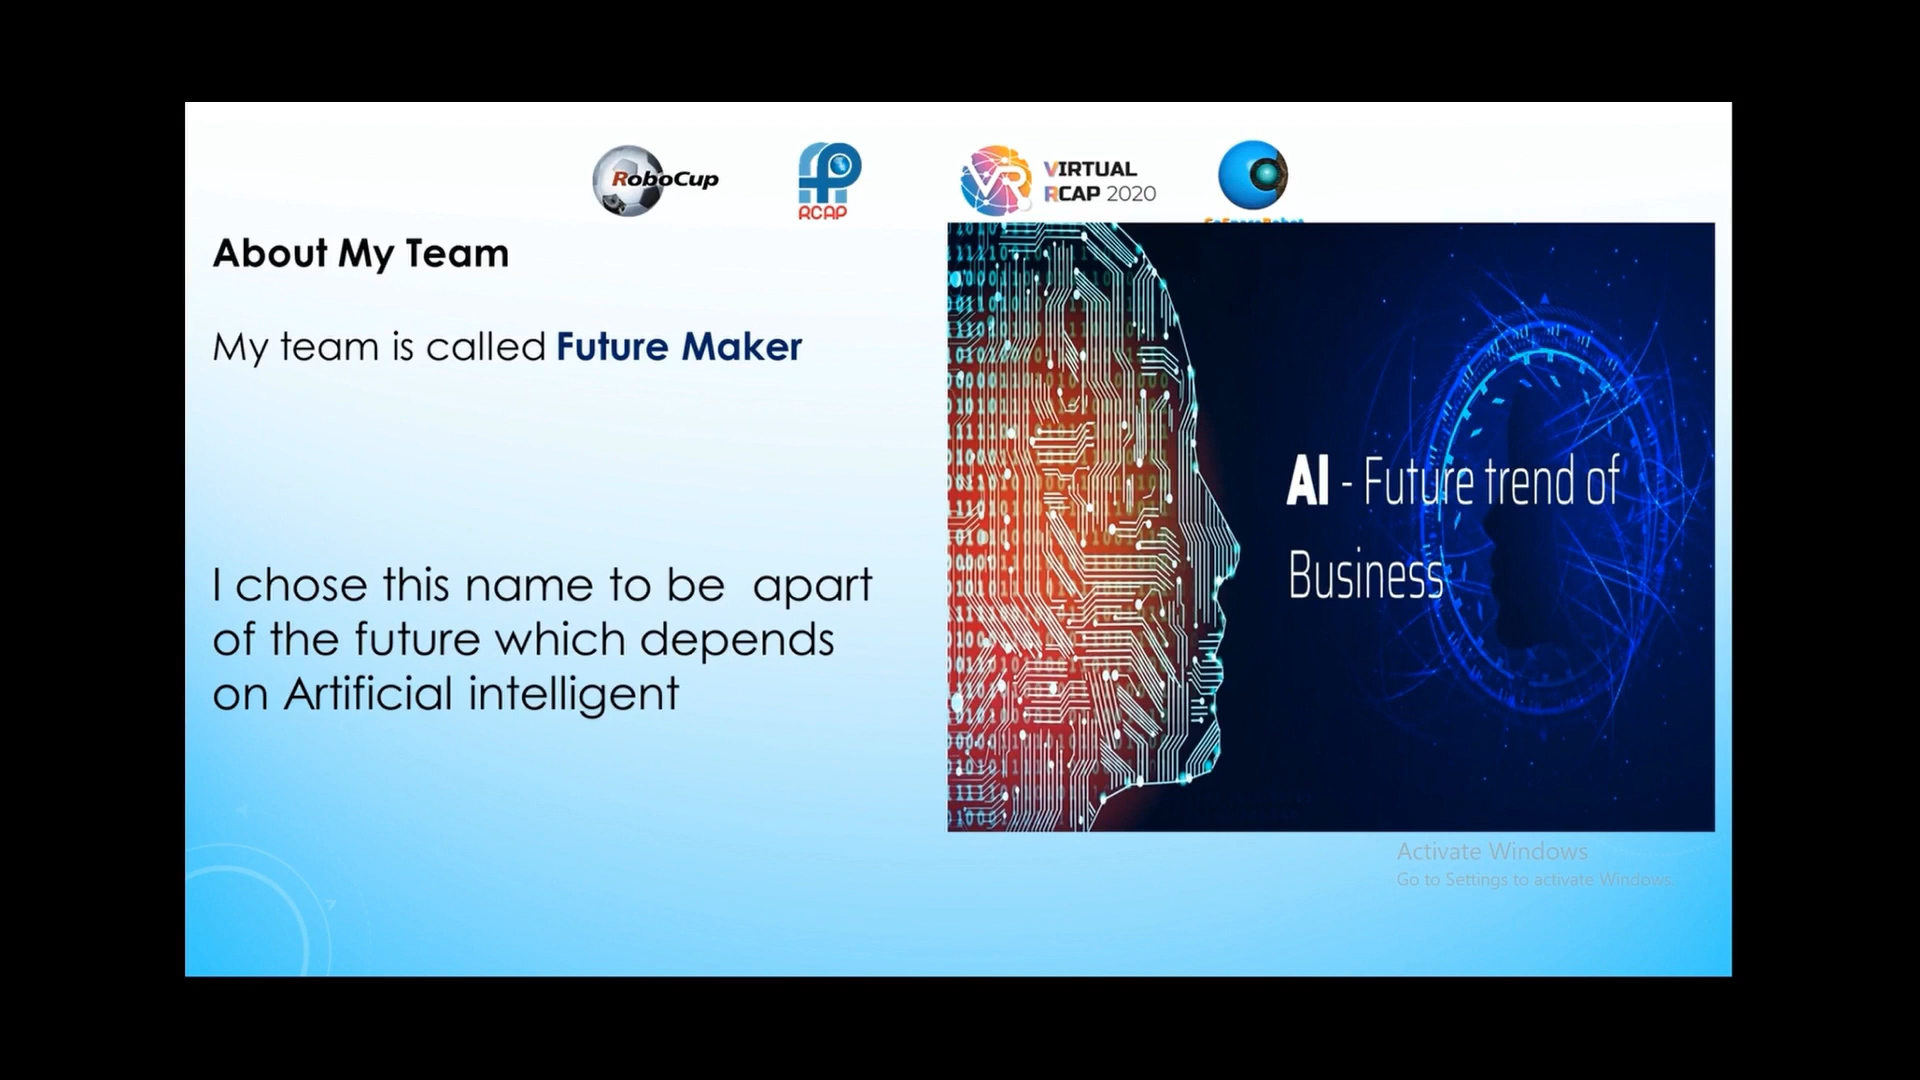 RoboCup
RCAP
VIRTUAL
RCAP 2020
About My Team
My team is called Future Maker
I chose this name to be  apart
of the future which depends
on Artificial intelligent
AI - Future trend of
Business
Activate Windows
Go to Settings to activate Windows.